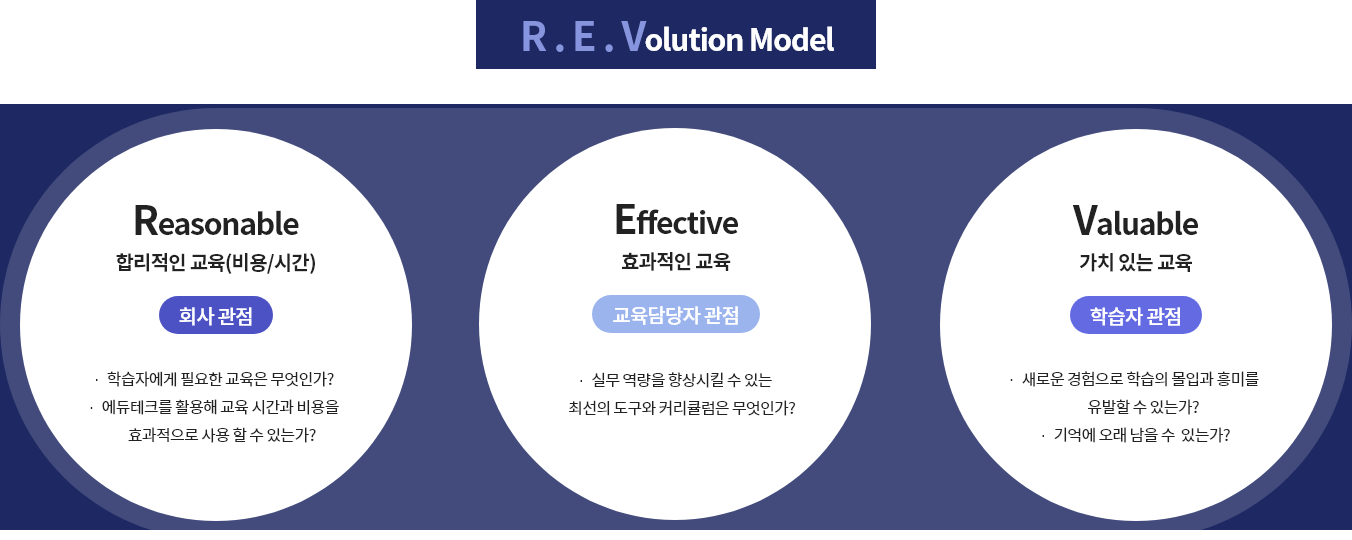 R . E . Volution Model
Reasonable
합리적인 교육(비용/시간)
회사 관점
· 학습자에게 필요한 교육은 무엇인가?
· 에듀테크를 활용해 교육 시간과 비용을
효과적으로 사용 할 수 있는가?
Effective
효과적인 교육
교육담당자 관점
· 실무 역량을 향상시킬 수 있는
최선의 도구와 커리큘럼은 무엇인가?
Valuable
가치 있는 교육
학습자 관점
· 새로운 경험으로 학습의 몰입과 흥미를
유발할 수 있는가?
· 기억에 오래 남을 수 있는가?